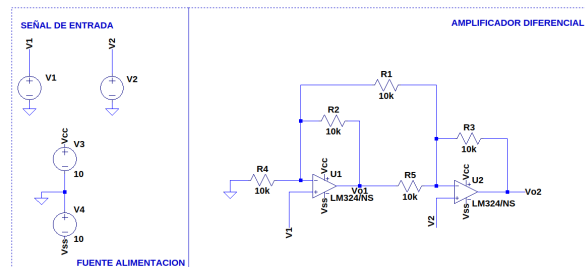 SEÑAL DE ENTRADA
AMPLIFICADOR DIFERENCIAL
V1
V2
V1
V2
Vcc
V3
10
V4
10
Vss
FUENTE ALIMENTACION
R1
10k
R2
10k
R3
10k
R4
10k
Vcc
U1
Vo1
LM324/NS
Vss
V1
R5
10k
Vcc
U2
Vo2
LM324/NS
Vss
V2